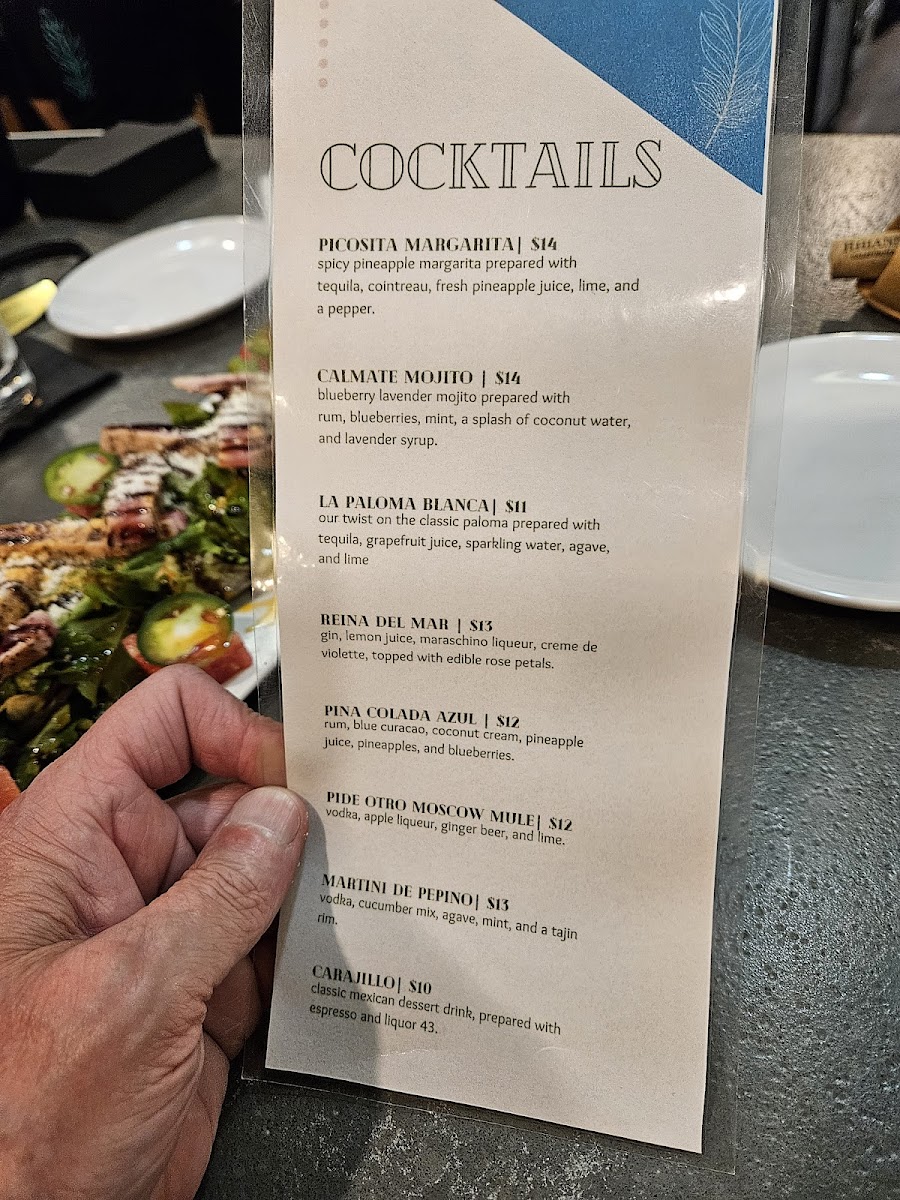 COCKTAILS
PICOSITA MARGARITA| $14
spicy pineapple margarita prepared with
tequila, cointreau, fresh pineapple juice, lime, and
a pepper.
CALMATE MOJITO | $14
blueberry lavender mojito prepared with
rum, blueberries, mint, a splash of coconut water,
and lavender syrup.
LA PALOMA BLANCA| $11
our twist on the classic paloma prepared with
tequila, grapefruit juice, sparkling water, agave,
and lime
REINA DEL MAR | $13
gin, lemon juice, maraschino liqueur, creme de
violette, topped with edible rose petals.
PINA COLADA AZUL | $12
rum, blue curacao, coconut cream, pineapple
juice, pineapples, and blueberries.
PIDE OTRO MOSCOW MULE| $12
vodka, apple liqueur, ginger beer, and lime.
MARTINI DE PEPINO| $13
vodka, cucumber mix, agave, mint, and a tajin
rim.
CARAJILLO| $10
classic mexican dessert drink, prepared with
espresso and liquor 43.